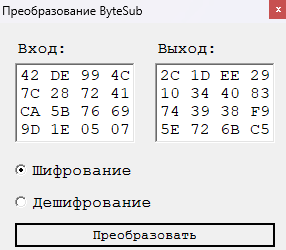 Преобразование ByteSub
x
Вход: Выход:
42 DE 99 4C 2C 1D EE 29
7C 28 72 41 10 34 40 83
CA 5B 76 69 74 39 38 F9
9D 1E 05 07 5E 72 6B C5
Шифрование
Дешифрование
Преобразовать